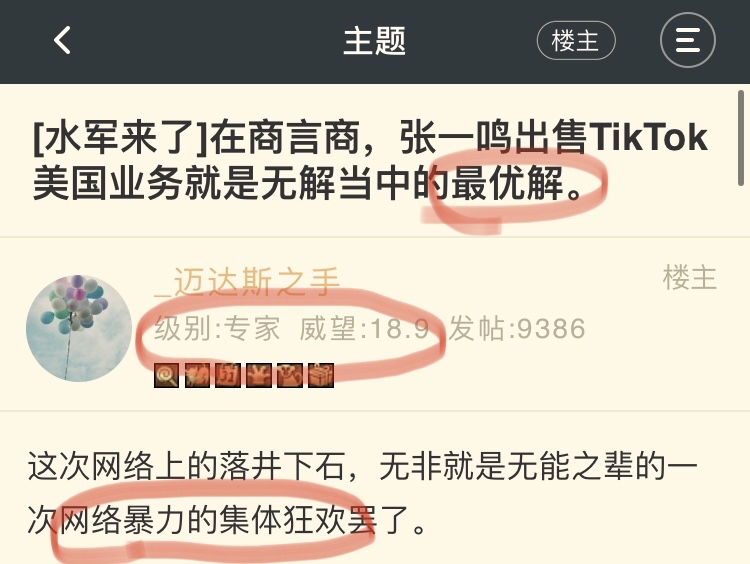 主题
楼主
[水军来了]在商言商，张一鸣出售TikTok
美国业务就是无解当中的最优解。
_迈达斯之手
楼主
级别:专家 威望:18.9 发帖:9386
这次网络上的落井下石，无非就是无能之辈的一
次网络暴力的集体狂欢罢了。